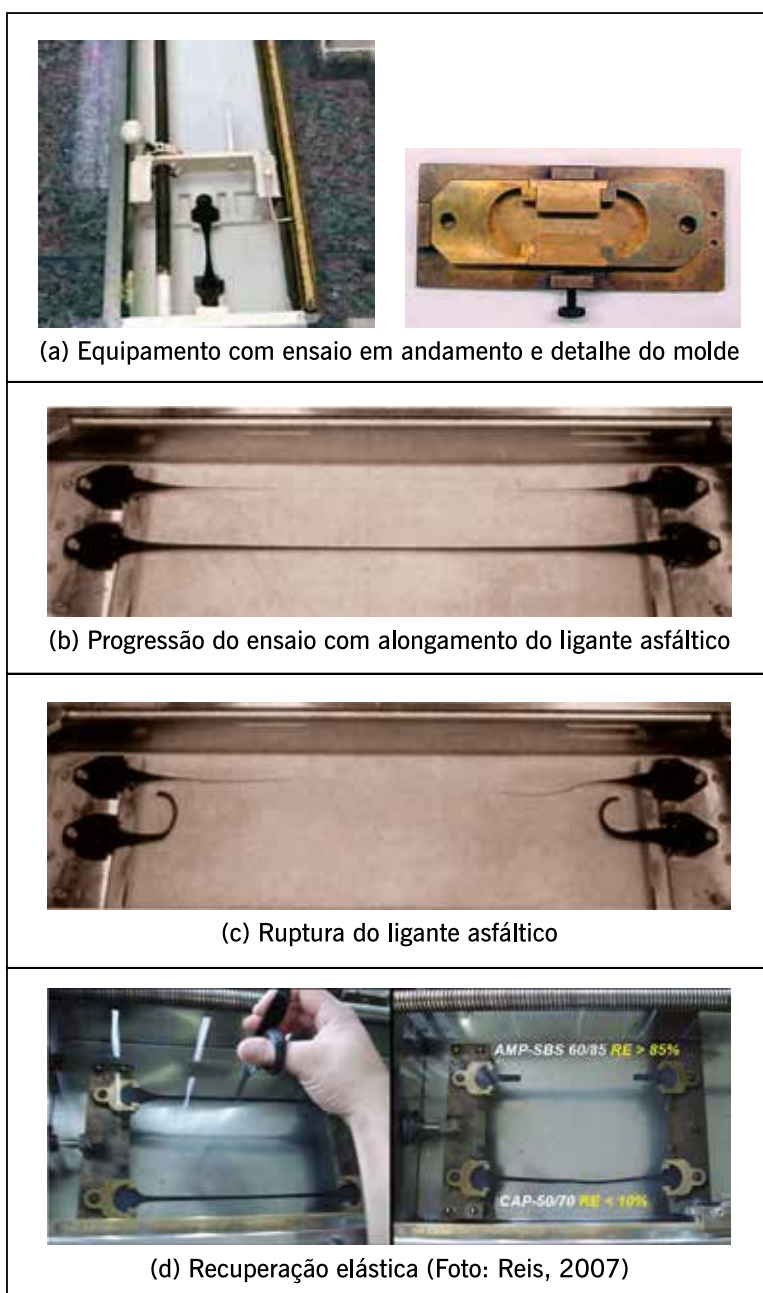 (a) Equipamento com ensaio em andamento e detalhe do molde
(b) Progressão do ensaio com alongamento do ligante asfáltico
(c) Ruptura do ligante asfáltico
AMP-SBS 60/85 RE > 85%
CAP-50/70 RE < 10%
(d) Recuperação elástica (Foto: Reis, 2007)